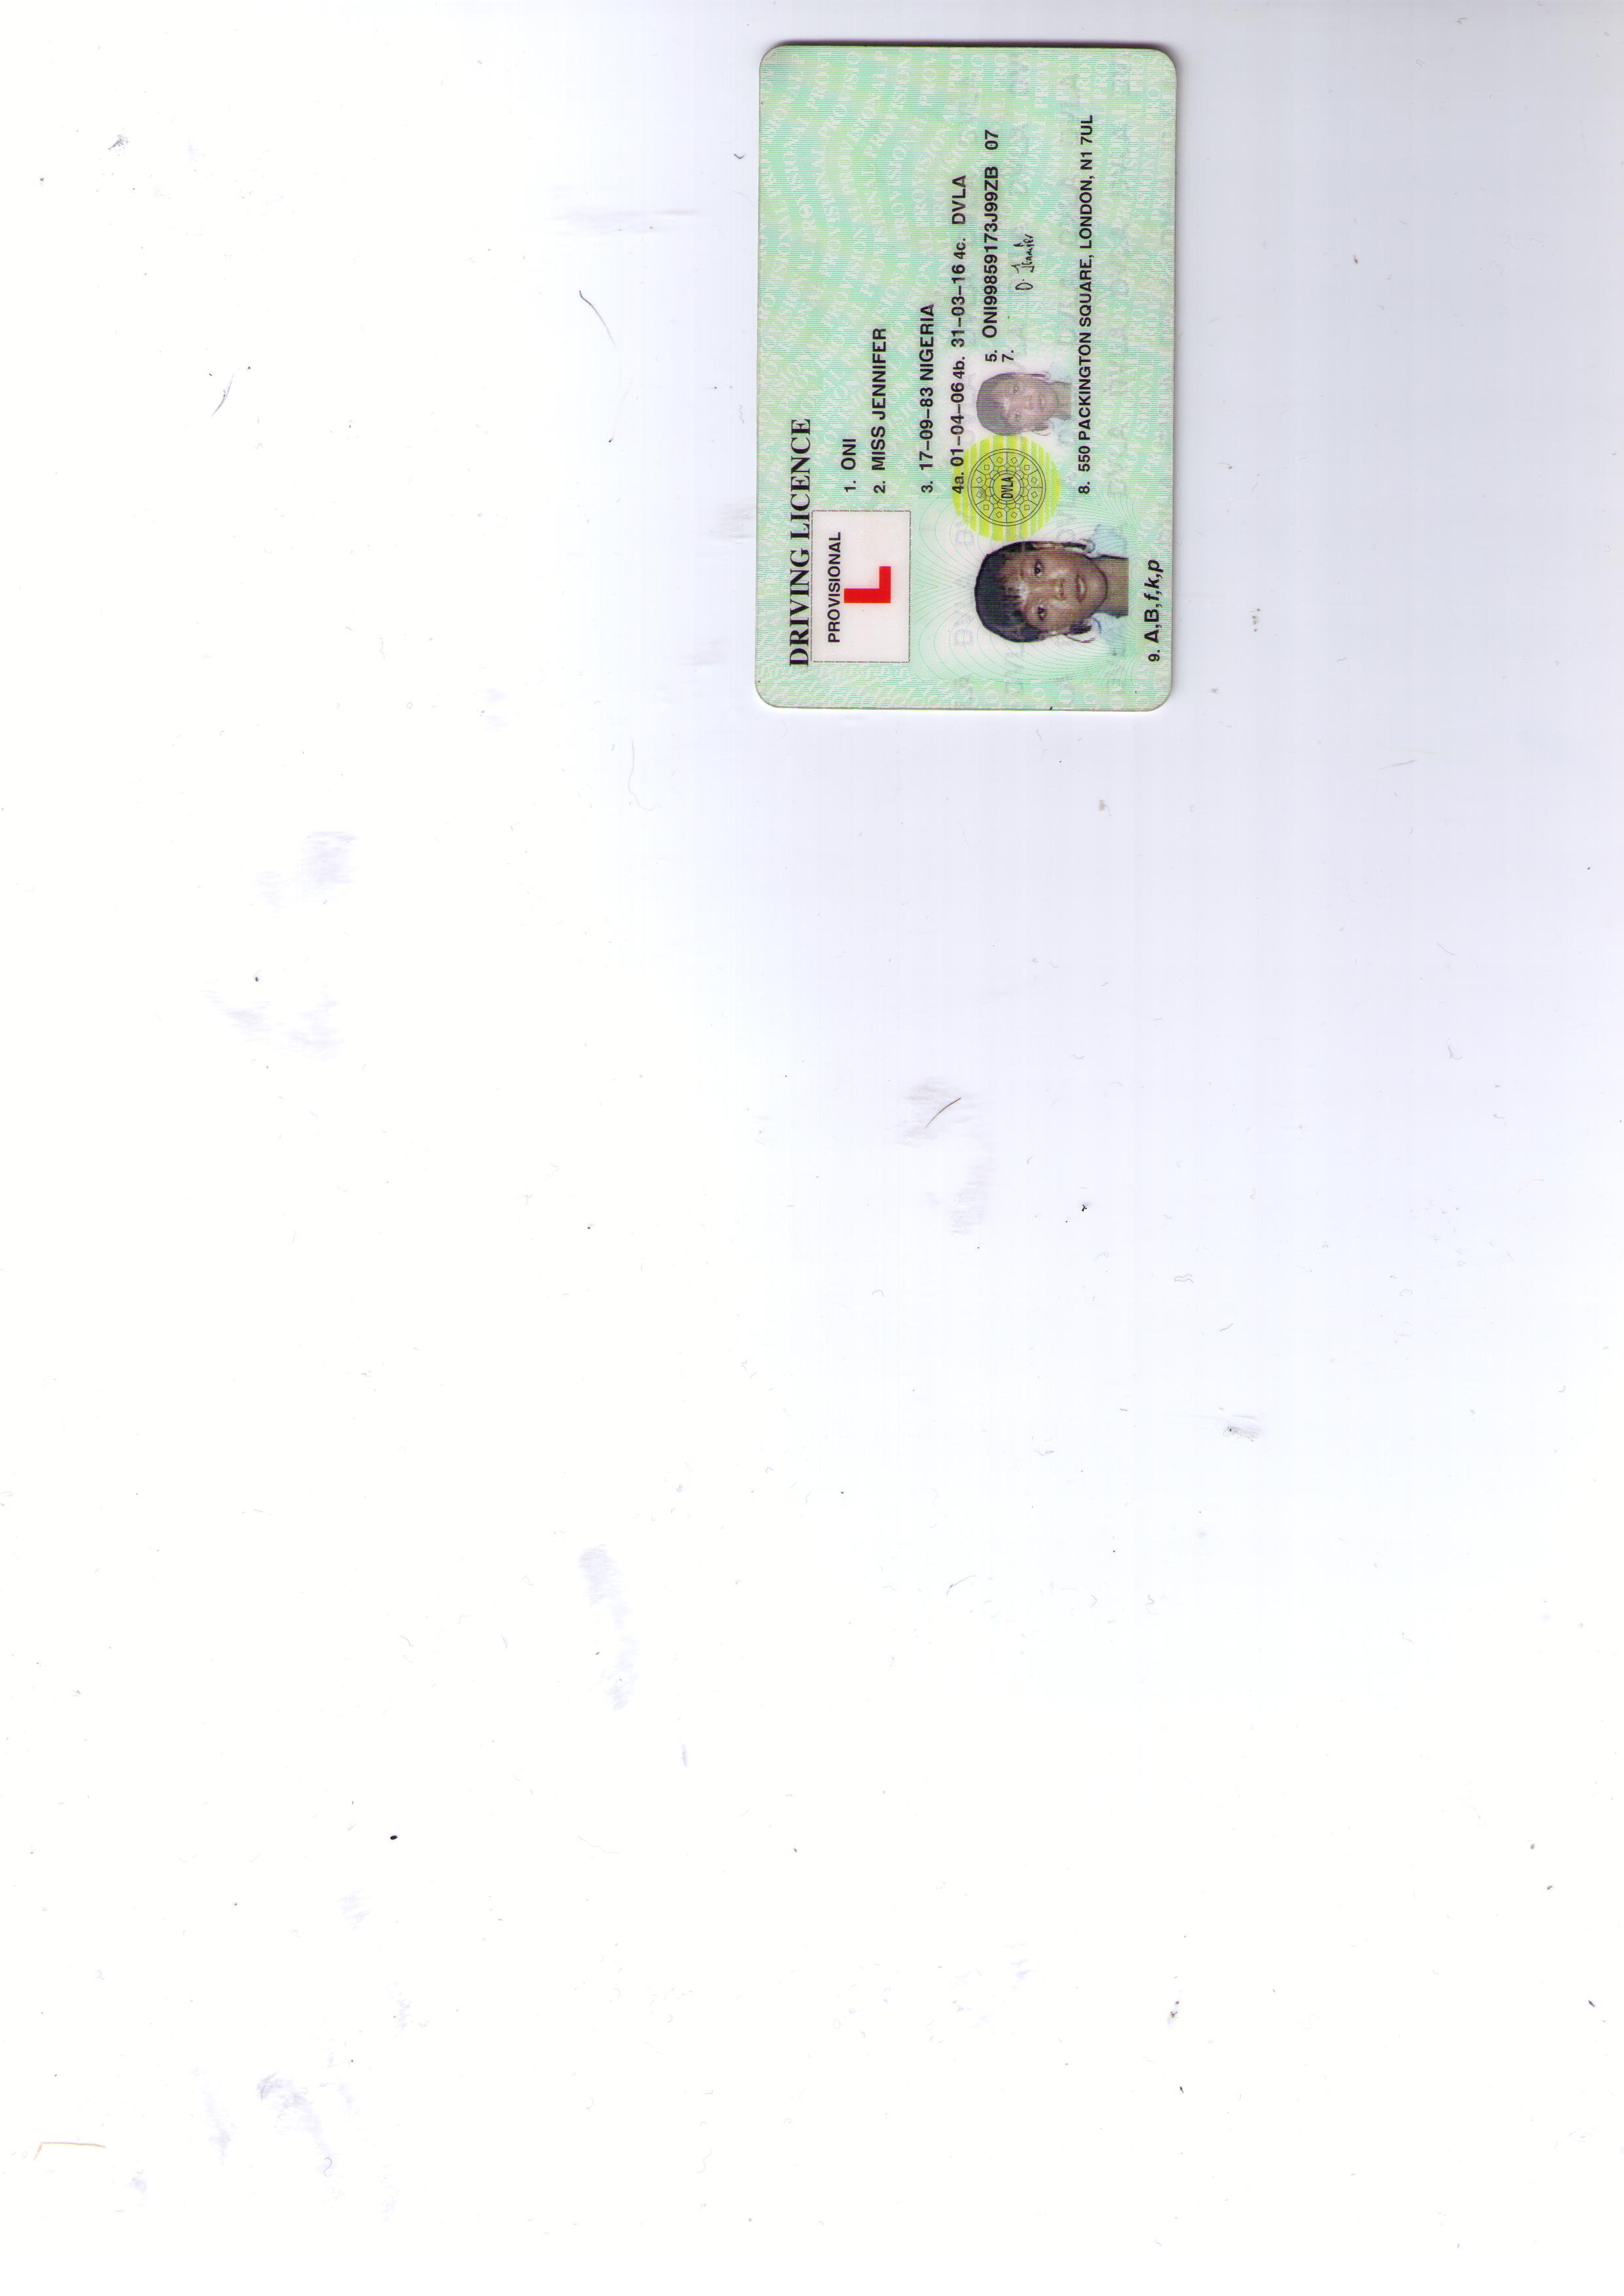 DRIVING LICENCE
PROVISIONAL
L
1. ONI
2. MISS JENNIFER
3. 17-09-83 NIGERIA
4a. 01-04-06 4b. 31-03-16 4c. DVLA
DVLA
5. ONI99859173J99ZB 07
7. O. Jennifer
8. 550 PACKINGTON SQUARE, LONDON, N1 7UL
9. A,B,f,k,p